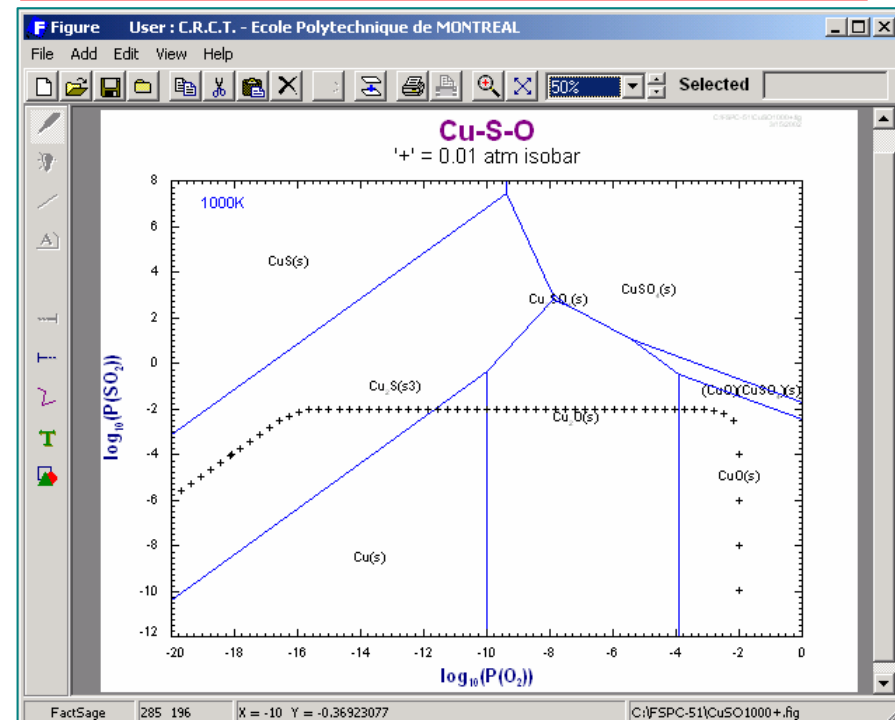 Figure User : C.R.C.T. - Ecole Polytechnique de MONTREAL
File Add Edit View Help
50% Selected
Cu-S-O
'+' = 0.01 atm isobar
1000K
CuS(s)
CuSO₄(s)
Cu₂S(s3)
(CuO)(CuSO₄)(s)
Cu₂O(s)
CuO(s)
Cu(s)
8
6
4
2
0
-2
-4
-6
-8
-10
-12
log₁₀(P(SO₂))
-20 -18 -16 -14 -12 -10 -8 -6 -4 -2 0
log₁₀(P(O₂))
FactSage 285 196 X = -10 Y = -0.36923077 C:\FSPC-51\CuSO1000+.fig